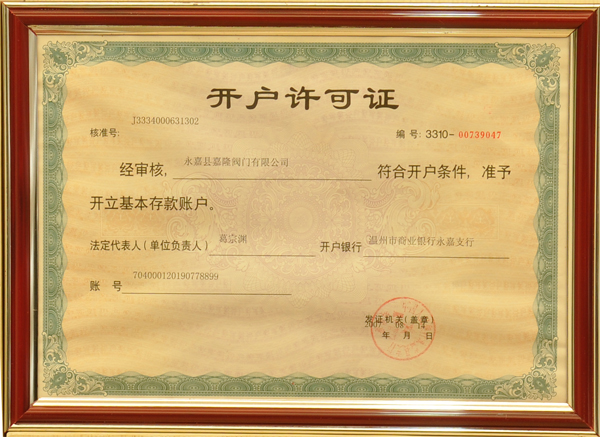 开户许可证
核准号: J3334000631302
编号: 3310-00739047
经审核, 永嘉县嘉隆阀门有限公司 符合开户条件, 准予
开立基本存款账户。
法定代表人(单位负责人) 葛宗渊 开户银行 温州市商业银行永嘉支行
账 号 704000120190778899
发证机关(盖章)
2007 08 14
年 月 日